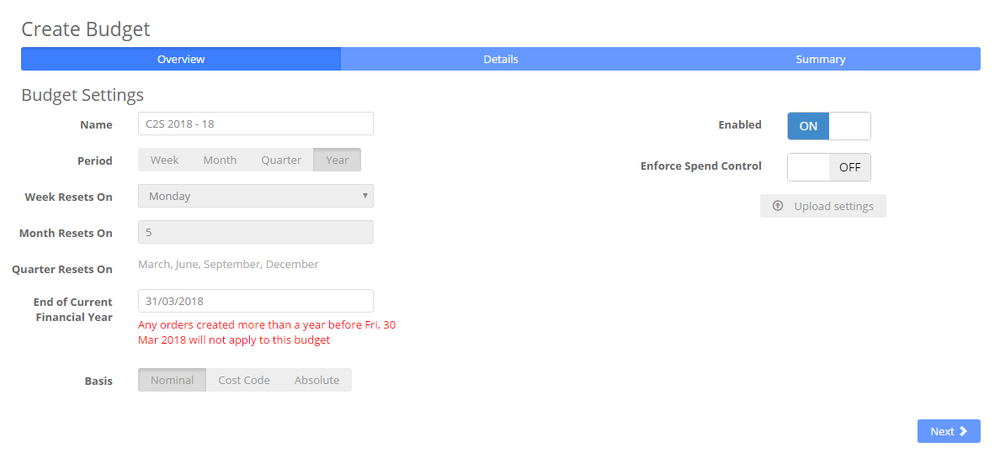 Create Budget
Overview Details Summary
Budget Settings
Name C2S 2018 - 18
Period Week Month Quarter Year
Week Resets On Monday
Month Resets On 5
Quarter Resets On March, June, September, December
End of Current
Financial Year
31/03/2018
Any orders created more than a year before Fri, 30
Mar 2018 will not apply to this budget
Basis Nominal Cost Code Absolute
Enabled ON
Enforce Spend Control OFF
Upload settings
Next